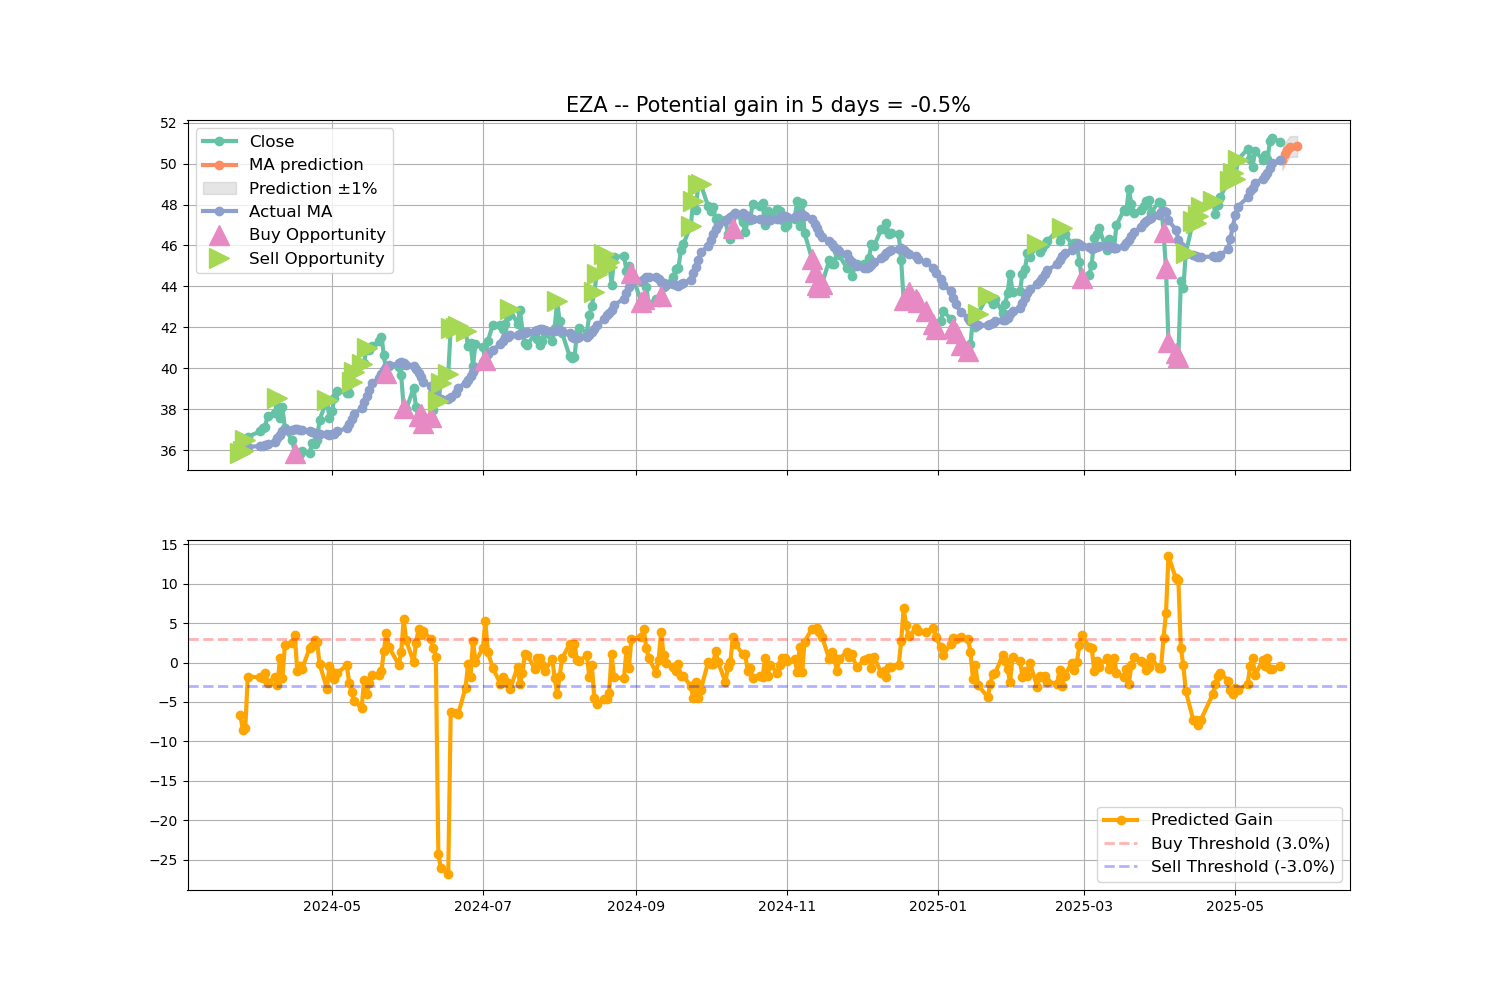 EZA -- Potential gain in 5 days = -0.5%
52
50
48
46
44
42
40
38
36
Close
MA prediction
Prediction ±1%
Actual MA
Buy Opportunity
Sell Opportunity
15
10
5
0
−5
−10
−15
−20
−25
Predicted Gain
Buy Threshold (3.0%)
Sell Threshold (-3.0%)
2024-05
2024-07
2024-09
2024-11
2025-01
2025-03
2025-05